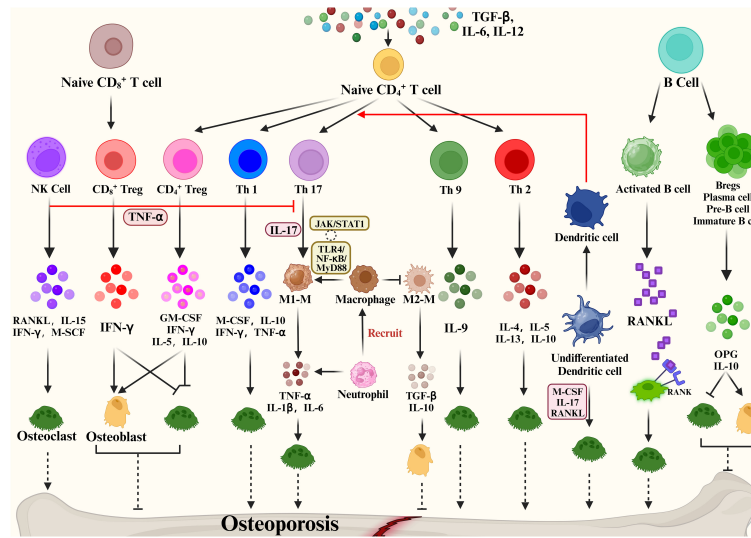 TGF-β,
IL-6, IL-12
Naive CD₈⁺ T cell
Naive CD₄⁺ T cell
B Cell
NK Cell
CD₈⁺ Treg
CD₄⁺ Treg
Th 1
Th 17
Th 9
Th 2
Activated B cell
Bregs
Plasma cell
Pre-B cell
Immature B c
TNF-α
IL-17
JAK/STAT1
TLR4/
NF-κB/
MyD88
Dendritic cell
M1-M
Macrophage
M2-M
RANKL, IL-15
IFN-γ, M-SCF
IFN-γ
GM-CSF
IFN-γ
IL-5, IL-10
M-CSF, IL-10
IFN-γ, TNF-α
Recruit
IL-9
IL-4, IL-5
IL-13, IL-10
Undifferentiated
Dendritic cell
RANKL
OPG
IL-10
Neutrophil
TNF-α
IL-1β, IL-6
TGF-β
IL-10
M-CSF
IL-17
RANKL
RANK
Osteoclast
Osteoblast
Osteoporosis